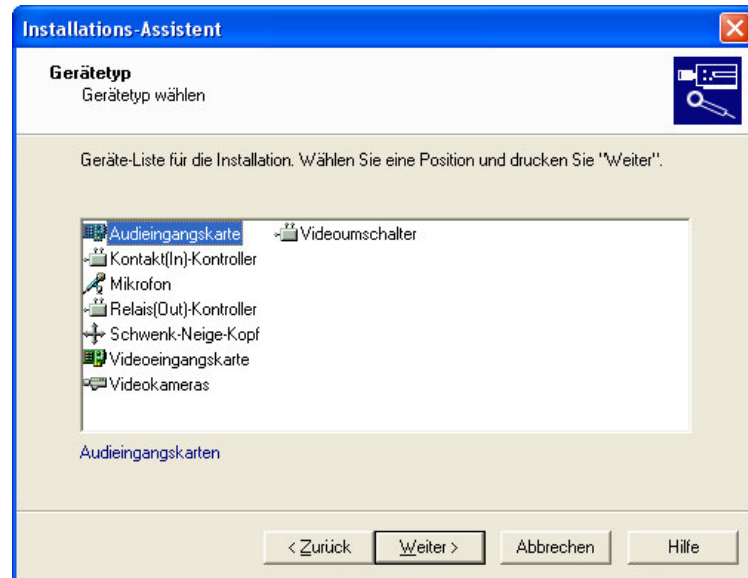 Installations-Assistent
Gerätetyp
Gerätetyp wählen
Geräte-Liste für die Installation. Wählen Sie eine Position und drucken Sie "Weiter".
Audieingangskarte
Kontakt(In)-Kontroller
Mikrofon
Relais(Out)-Kontroller
Schwenk-Neige-Kopf
Videoeingangskarte
Videokameras
Videoumschalter
Audieingangskarten
< Zurück
Weiter >
Abbrechen
Hilfe